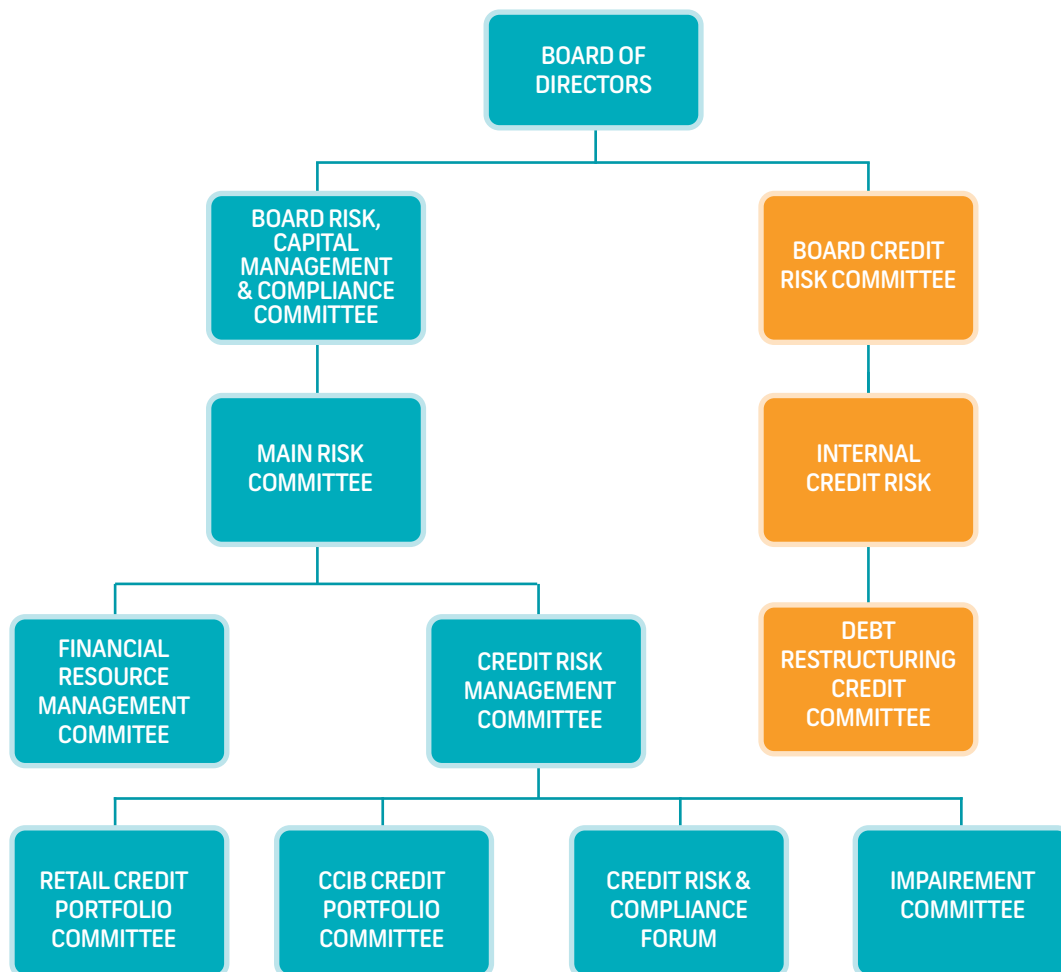 BOARD OF
DIRECTORS
BOARD RISK,
CAPITAL
MANAGEMENT
& COMPLIANCE
COMMITTEE
BOARD CREDIT
RISK COMMITTEE
MAIN RISK
COMMITTEE
INTERNAL
CREDIT RISK
FINANCIAL
RESOURCE
MANAGEMENT
COMMITEE
CREDIT RISK
MANAGEMENT
COMMITTEE
DEBT
RESTRUCTURING
CREDIT
COMMITTEE
RETAIL CREDIT
PORTFOLIO
COMMITTEE
CCIB CREDIT
PORTFOLIO
COMMITTEE
CREDIT RISK &
COMPLIANCE
FORUM
IMPAIREMENT
COMMITTEE